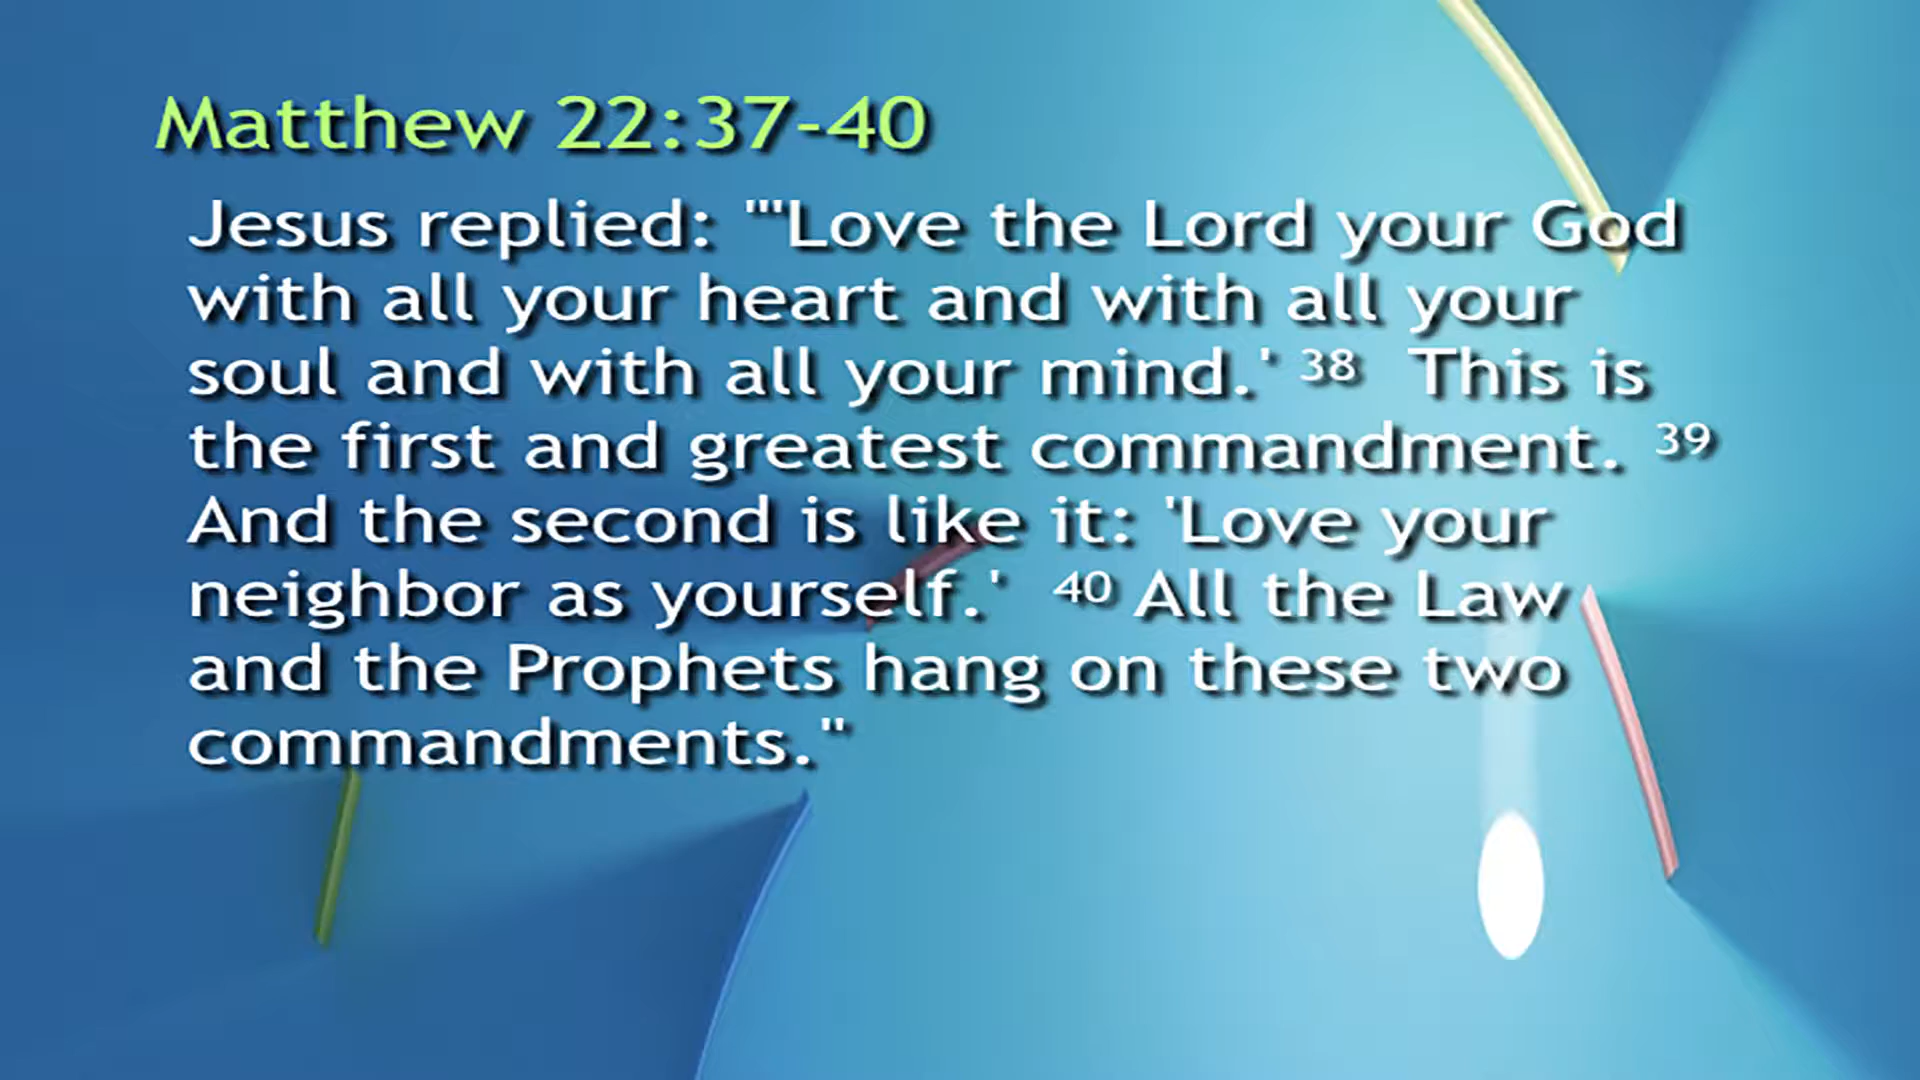 Matthew 22:37-40
Jesus replied: "'Love the Lord your God
with all your heart and with all your
soul and with all your mind.' 38 This is
the first and greatest commandment. 39
And the second is like it: 'Love your
neighbor as yourself.' 40 All the Law
and the Prophets hang on these two
commandments."